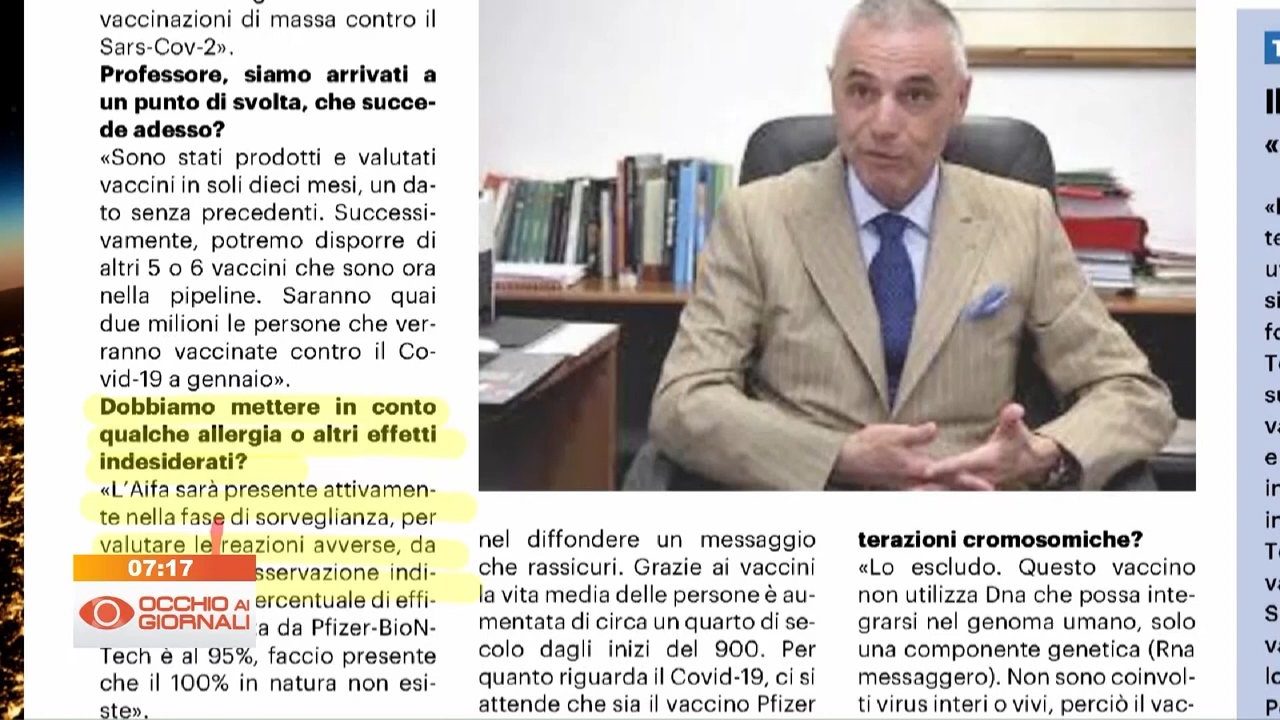 vaccinazioni di massa contro il
Sars-Cov-2».
Professore, siamo arrivati a
un punto di svolta, che succe-
de adesso?
«Sono stati prodotti e valutati
vaccini in soli dieci mesi, un da-
to senza precedenti. Successi-
vamente, potremo disporre di
altri 5 o 6 vaccini che sono ora
nella pipeline. Saranno quai
due milioni le persone che ver-
ranno vaccinate contro il Co-
vid-19 a gennaio».
Dobbiamo mettere in conto
qualche allergia o altri effetti
indesiderati?
«L'Aifa sarà presente attivamen-
te nella fase di sorveglianza, per
valutare le reazioni avverse, da
sservazione indi-
ercentuale di effi-
a da Pfizer-BioN-
Tech è al 95%, faccio presente
che il 100% in natura non esi-
ste».
07:17
OCCHIO AI
GIORNALI
nel diffondere un messaggio
che rassicuri. Grazie ai vaccini
la vita media delle persone è au-
mentata di circa un quarto di se-
colo dagli inizi del 900. Per
quanto riguarda il Covid-19, ci si
attende che sia il vaccino Pfizer
terazioni cromosomiche?
«Lo escludo. Questo vaccino
non utilizza Dna che possa inte-
grarsi nel genoma umano, solo
una componente genetica (Rna
messaggero). Non sono coinvol-
ti virus interi o vivi, perciò il vac-